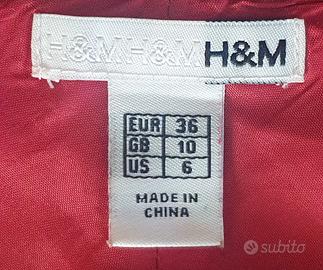 H&M H&M H&M
EUR 36
GB 10
US 6
MADE IN
CHINA
subito